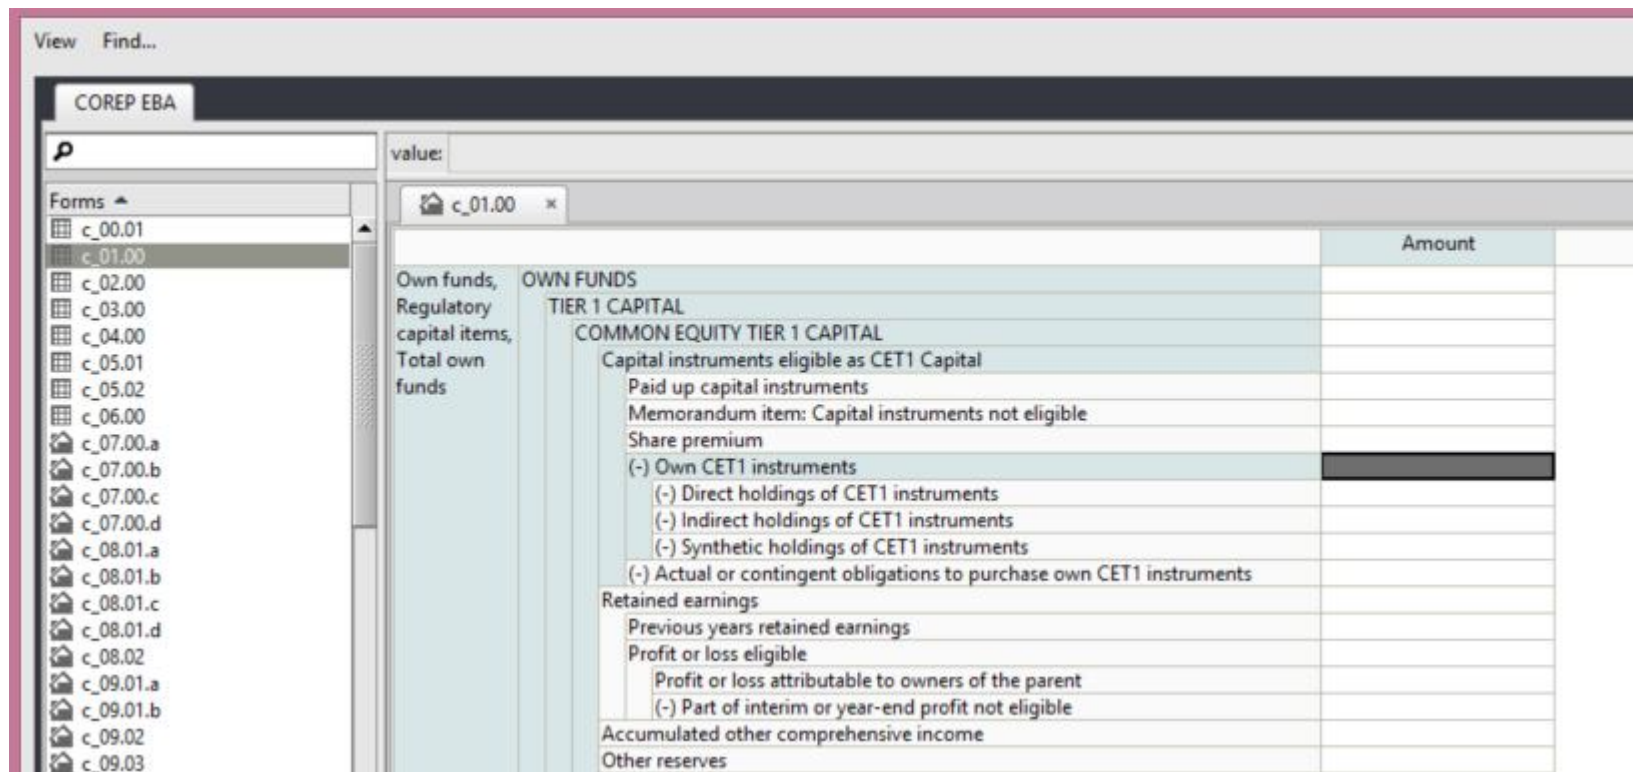 View Find...
COREP EBA
value:
Forms
c_01.00 ×
c_00.01
c_01.00
c_02.00
c_03.00
c_04.00
c_05.01
c_05.02
c_06.00
c_07.00.a
c_07.00.b
c_07.00.c
c_07.00.d
c_08.01.a
c_08.01.b
c_08.01.c
c_08.01.d
c_08.02
c_09.01.a
c_09.01.b
c_09.02
c_09.03
Amount
Own funds,
Regulatory
capital items,
Total own
funds
OWN FUNDS
TIER 1 CAPITAL
COMMON EQUITY TIER 1 CAPITAL
Capital instruments eligible as CET1 Capital
Paid up capital instruments
Memorandum item: Capital instruments not eligible
Share premium
(-) Own CET1 instruments
(-) Direct holdings of CET1 instruments
(-) Indirect holdings of CET1 instruments
(-) Synthetic holdings of CET1 instruments
(-) Actual or contingent obligations to purchase own CET1 instruments
Retained earnings
Previous years retained earnings
Profit or loss eligible
Profit or loss attributable to owners of the parent
(-) Part of interim or year-end profit not eligible
Accumulated other comprehensive income
Other reserves